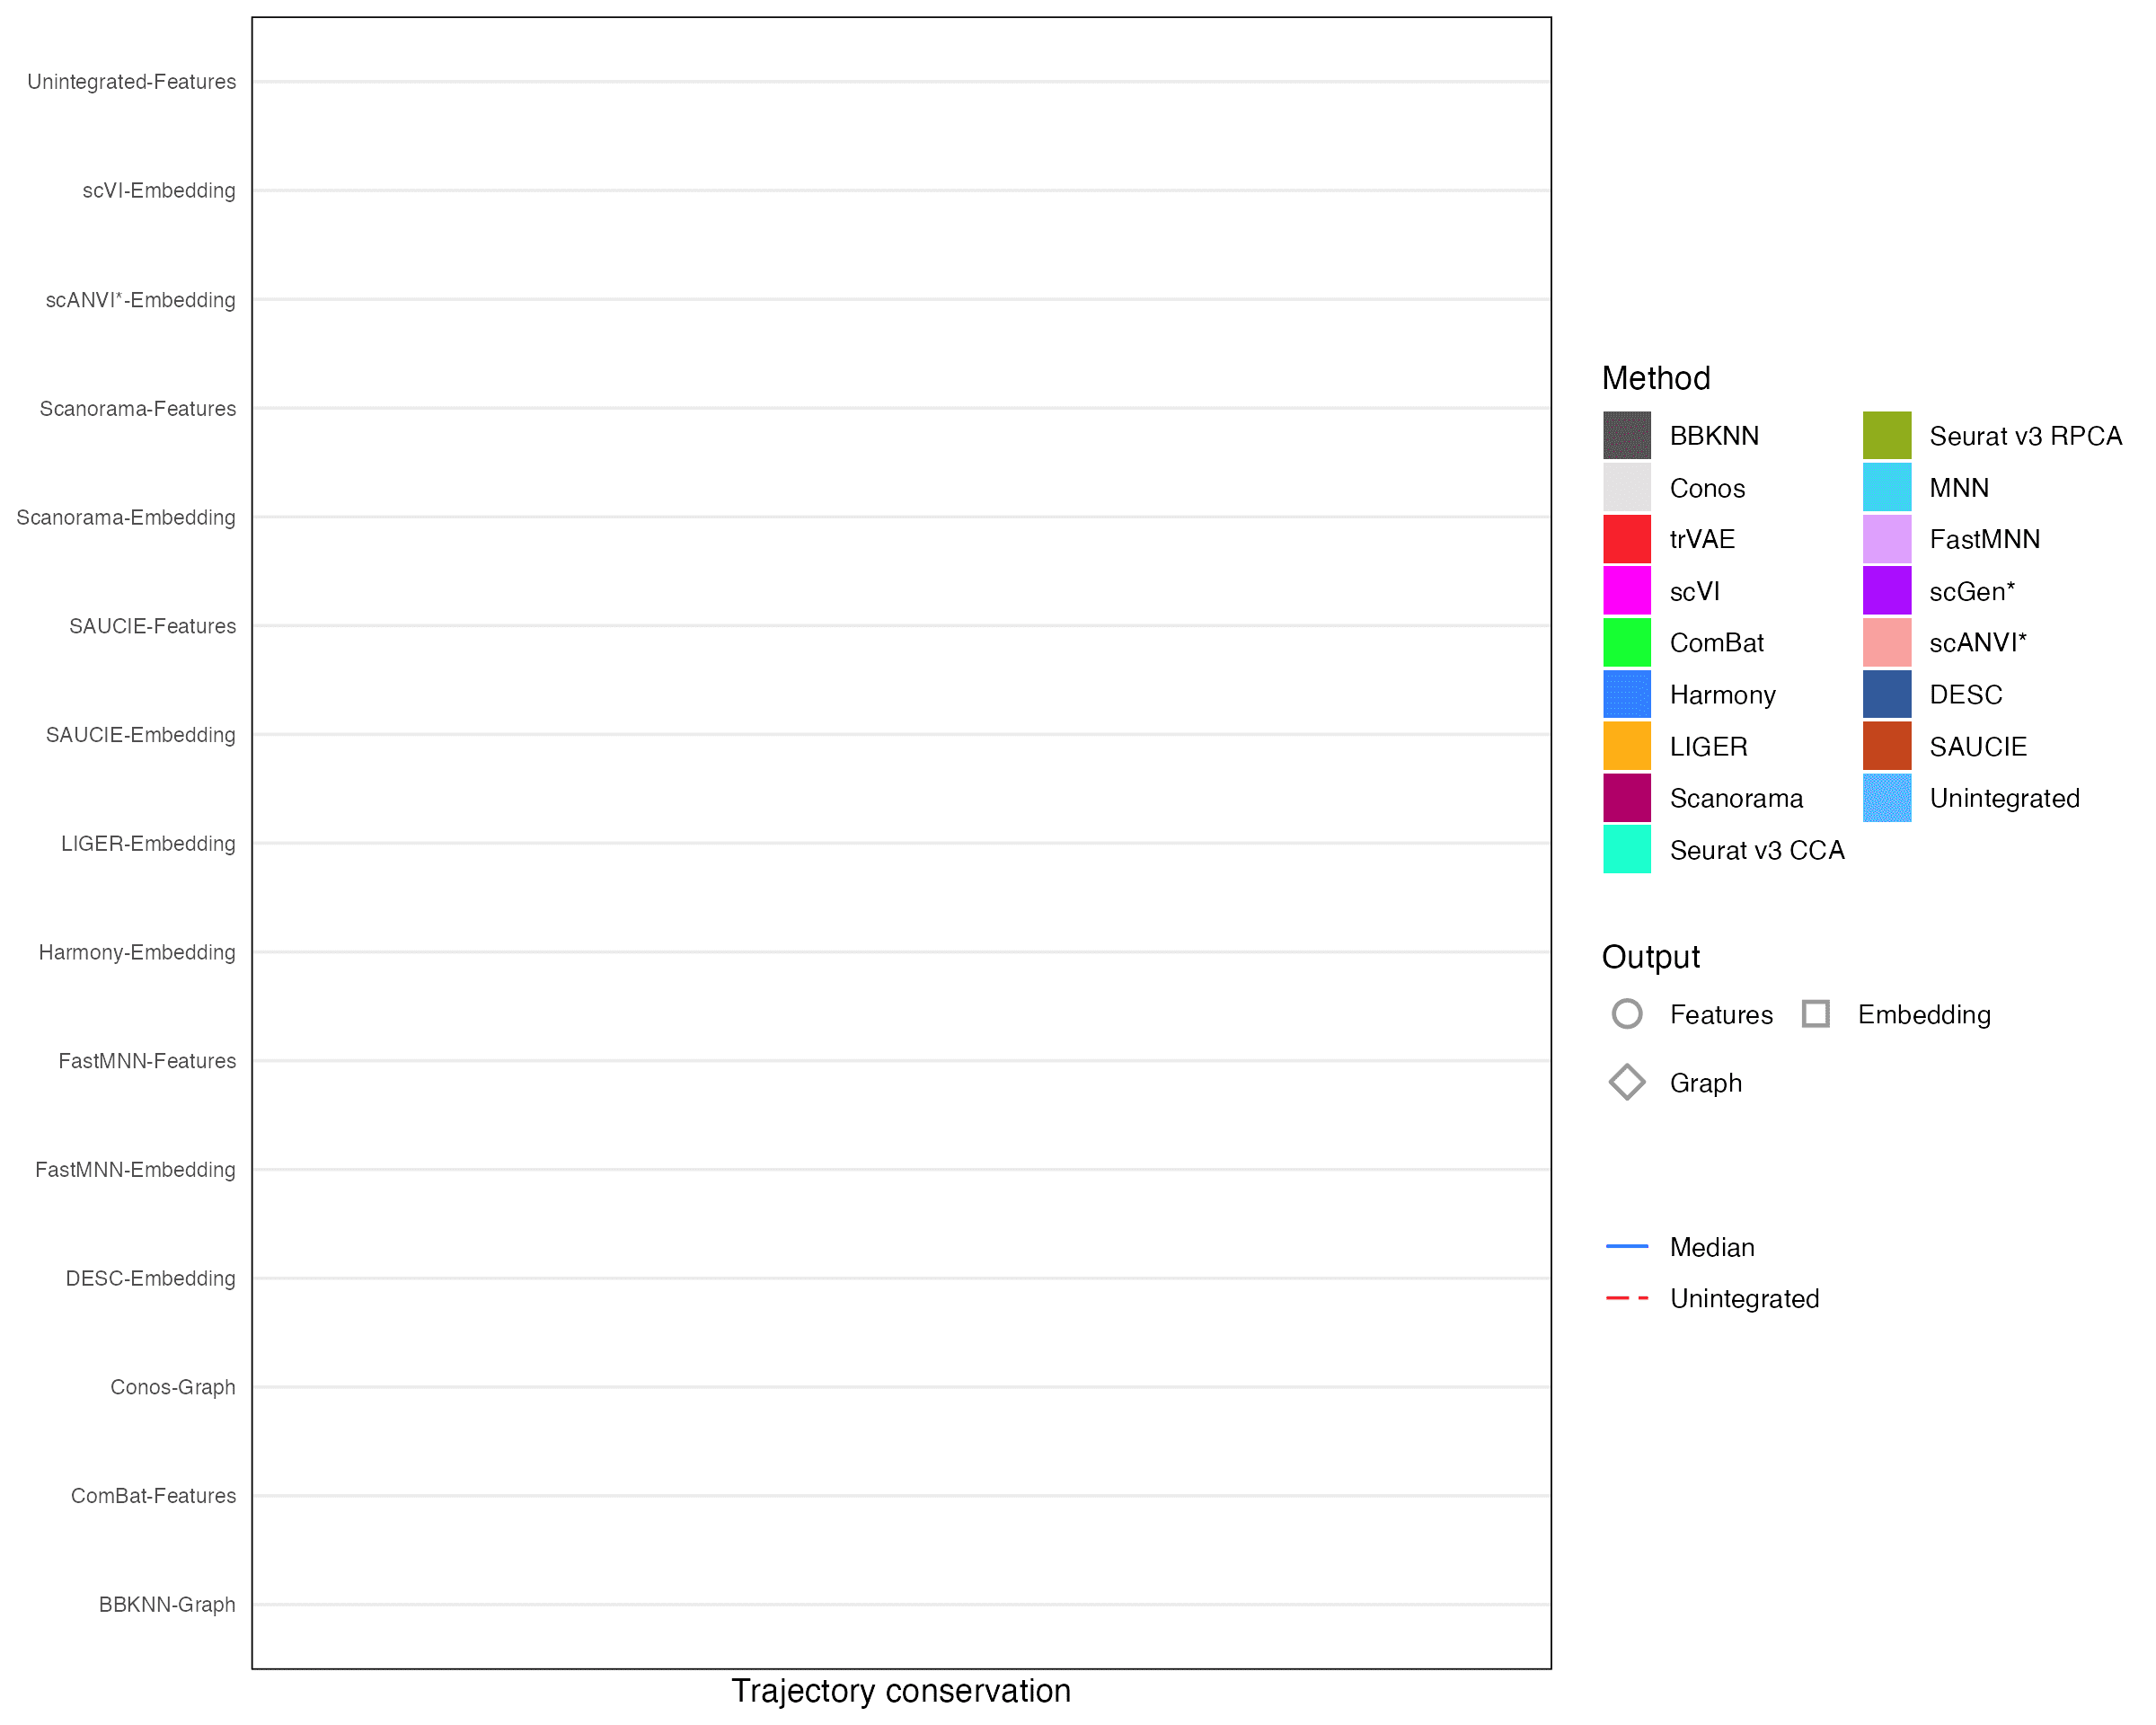 Unintegrated-Features
scVI-Embedding
scANVI*-Embedding
Scanorama-Features
Scanorama-Embedding
SAUCIE-Features
SAUCIE-Embedding
LIGER-Embedding
Harmony-Embedding
FastMNN-Features
FastMNN-Embedding
DESC-Embedding
Conos-Graph
ComBat-Features
BBKNN-Graph
Trajectory conservation
Method
BBKNN
Conos
trVAE
scVI
ComBat
Harmony
LIGER
Scanorama
Seurat v3 CCA
Seurat v3 RPCA
MNN
FastMNN
scGen*
scANVI*
DESC
SAUCIE
Unintegrated
Output
Features
Embedding
Graph
Median
Unintegrated